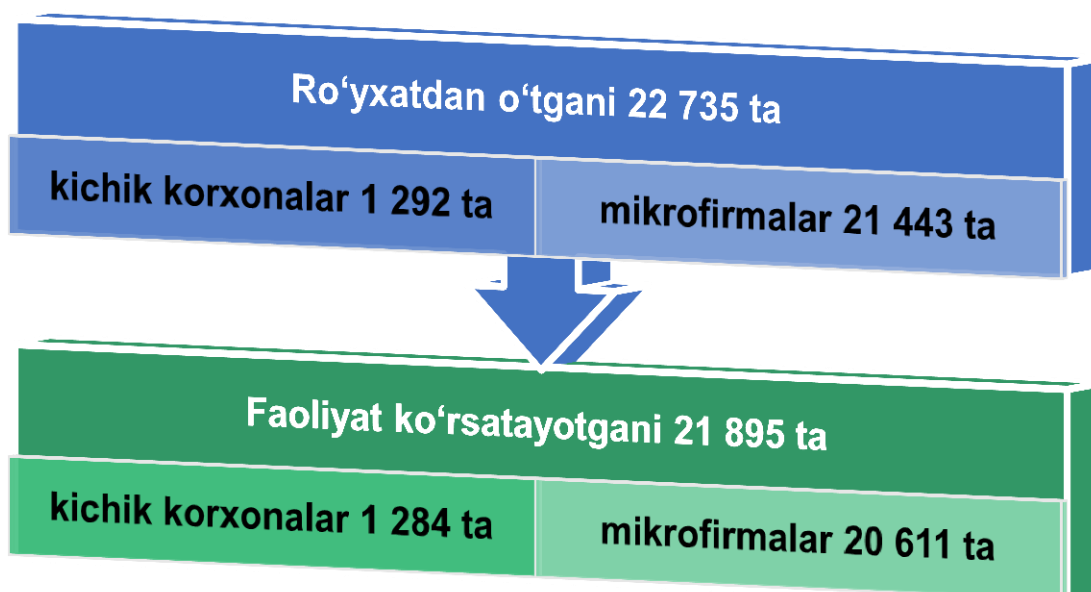 Ro‘yxatdan o‘tgani 22 735 ta
kichik korxonalar 1 292 ta
mikrofirmalar 21 443 ta
Faoliyat ko‘rsatayotgani 21 895 ta
kichik korxonalar 1 284 ta
mikrofirmalar 20 611 ta